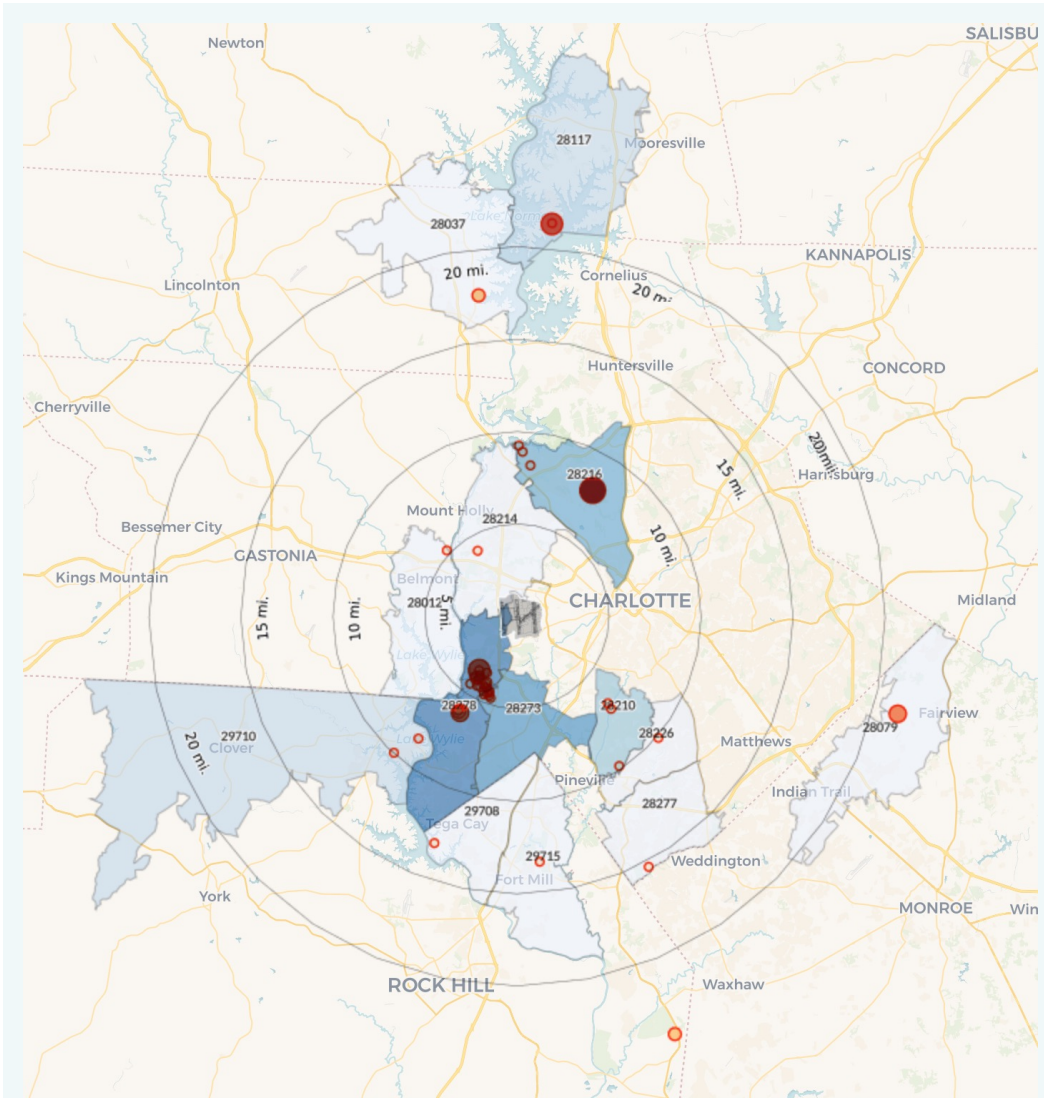 Newton
SALISBU
28117
Mooresville
28037
Lake Norm
20 mi.
Cornelius
20 mi.
KANNAPOLIS
Lincolnton
Huntersville
CONCORD
Cherryville
20 mi.
15 mi.
Harrisburg
28216
Mount Holly
28214
Bessemer City
10 mi.
GASTONIA
Kings Mountain
Belmont
28012
5 mi.
CHARLOTTE
Midland
15 mi.
10 mi.
Lake Wylie
28278
28273
28210
28226
29710
Clover
Lake Wylie
20 mi.
Matthews
28079
Fairview
Pineville
Indian Trail
29708
28277
Tega Cay
29715
Weddington
Fort Mill
York
MONROE
Win
ROCK HILL
Waxhaw